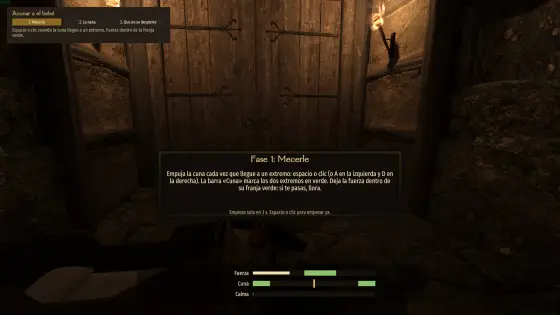 Acunar a el bebé
1. Mecerle
2. La nana
3. Que no se despierte
Espacio o clic cuando la cuna llegue a un extremo. Fuerza dentro de la franja
verde.
Fase 1: Mecerle
Empuja la cuna cada vez que llegue a un extremo: espacio o clic (o A en la izquierda y D en
la derecha). La barra «Cuna» marca los dos extremos en verde. Deja la fuerza dentro de
su franja verde: si te pasas, llora.
Empieza sola en 3 s. Espacio o clic para empezar ya.
Fuerza
Cuna
Calma